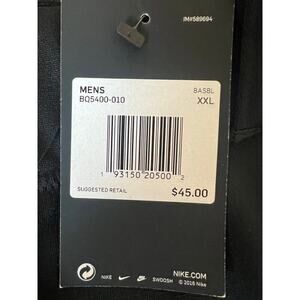 IM#589694
MENS BASBL
BQ5400-010 XXL
1 93150 20500 2
SUGGESTED RETAIL $45.00
NIKE.COM
NIKE SWOOSH © 2016 Nike